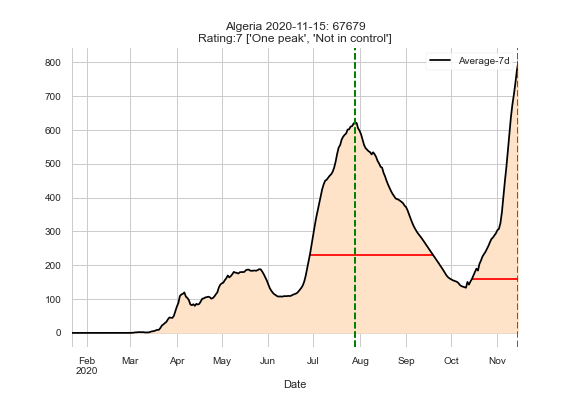 Algeria 2020-11-15: 67679
Rating:7 ['One peak', 'Not in control']
Average-7d
800
700
600
500
400
300
200
100
0
Feb Mar Apr May Jun Jul Aug Sep Oct Nov
2020
Date